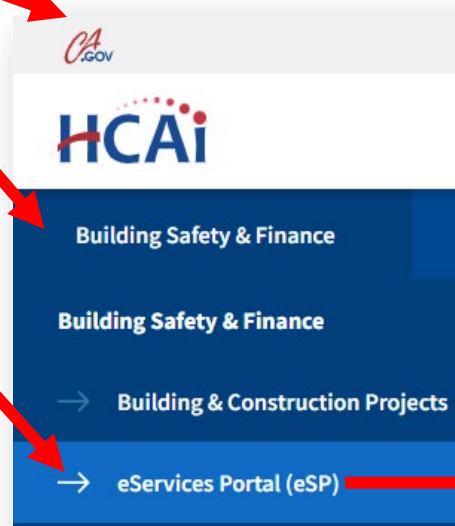 CA
.GOV
HCAi
Building Safety & Finance
Building Safety & Finance
Building & Construction Projects
eServices Portal (eSP)